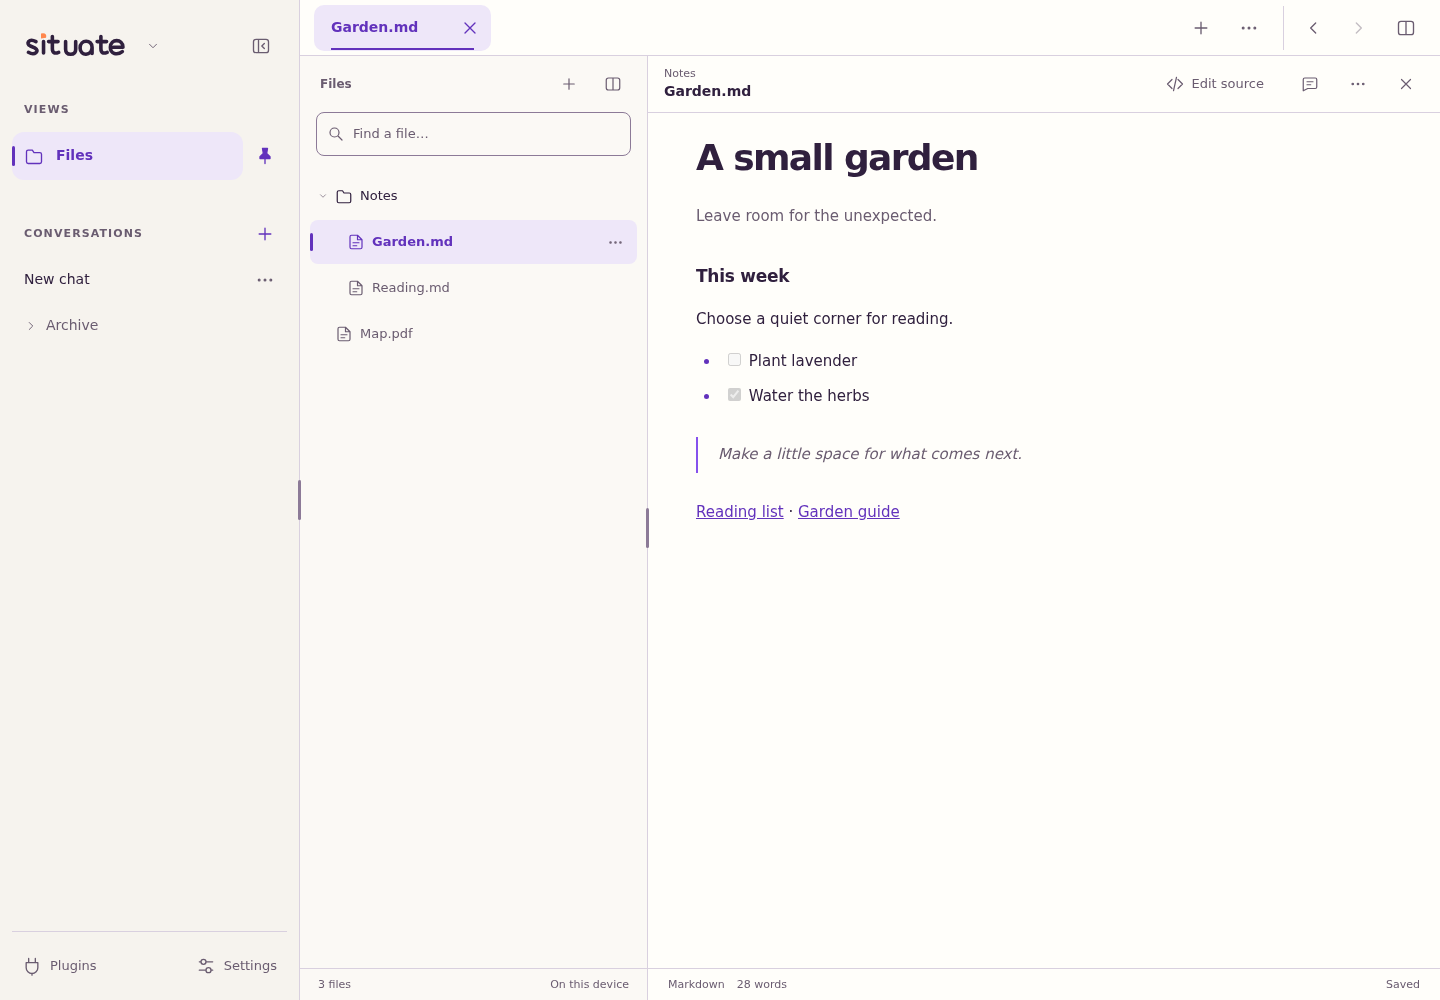 situate
VIEWS
Files
CONVERSATIONS
New chat
Archive
Plugins
Settings
Garden.md
Files
Find a file...
Notes
Garden.md
Reading.md
Map.pdf
3 files
On this device
Notes
Garden.md
Edit source
A small garden
Leave room for the unexpected.
This week
Choose a quiet corner for reading.
Plant lavender
Water the herbs
Make a little space for what comes next.
Reading list · Garden guide
Markdown 28 words
Saved